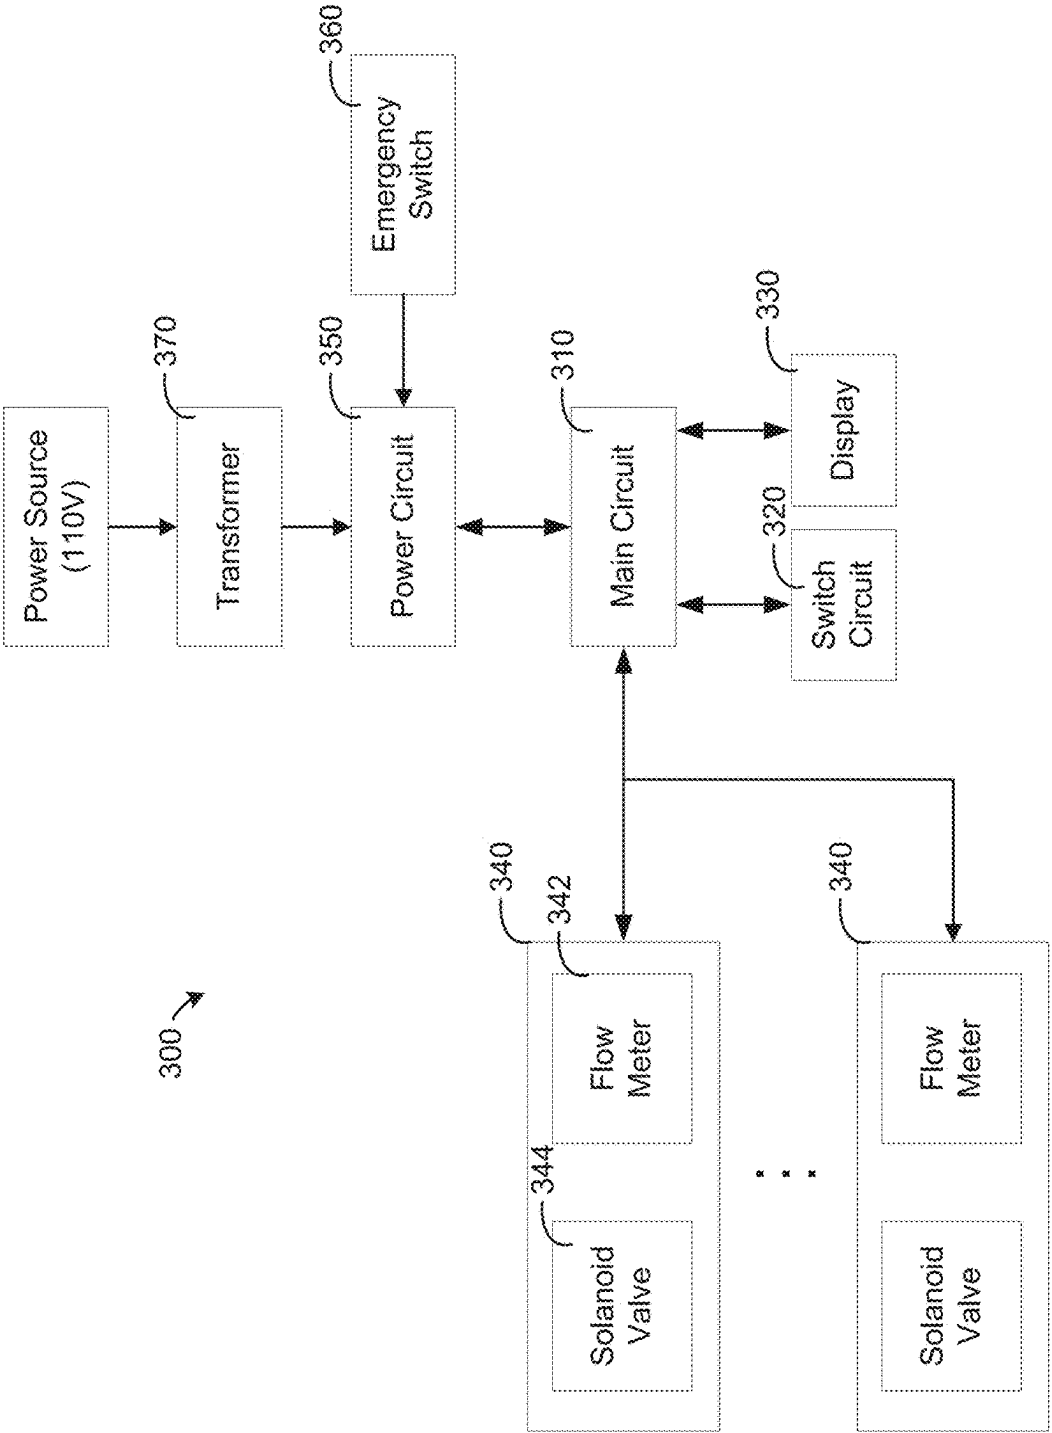 300
Power Source
(110V)
370
Transformer
350
Power Circuit
360
Emergency
Switch
310
Main Circuit
330
Display
320
Switch
Circuit
340
342
Flow
Meter
344
Solanoid
Valve
340
Flow
Meter
Solanoid
Valve